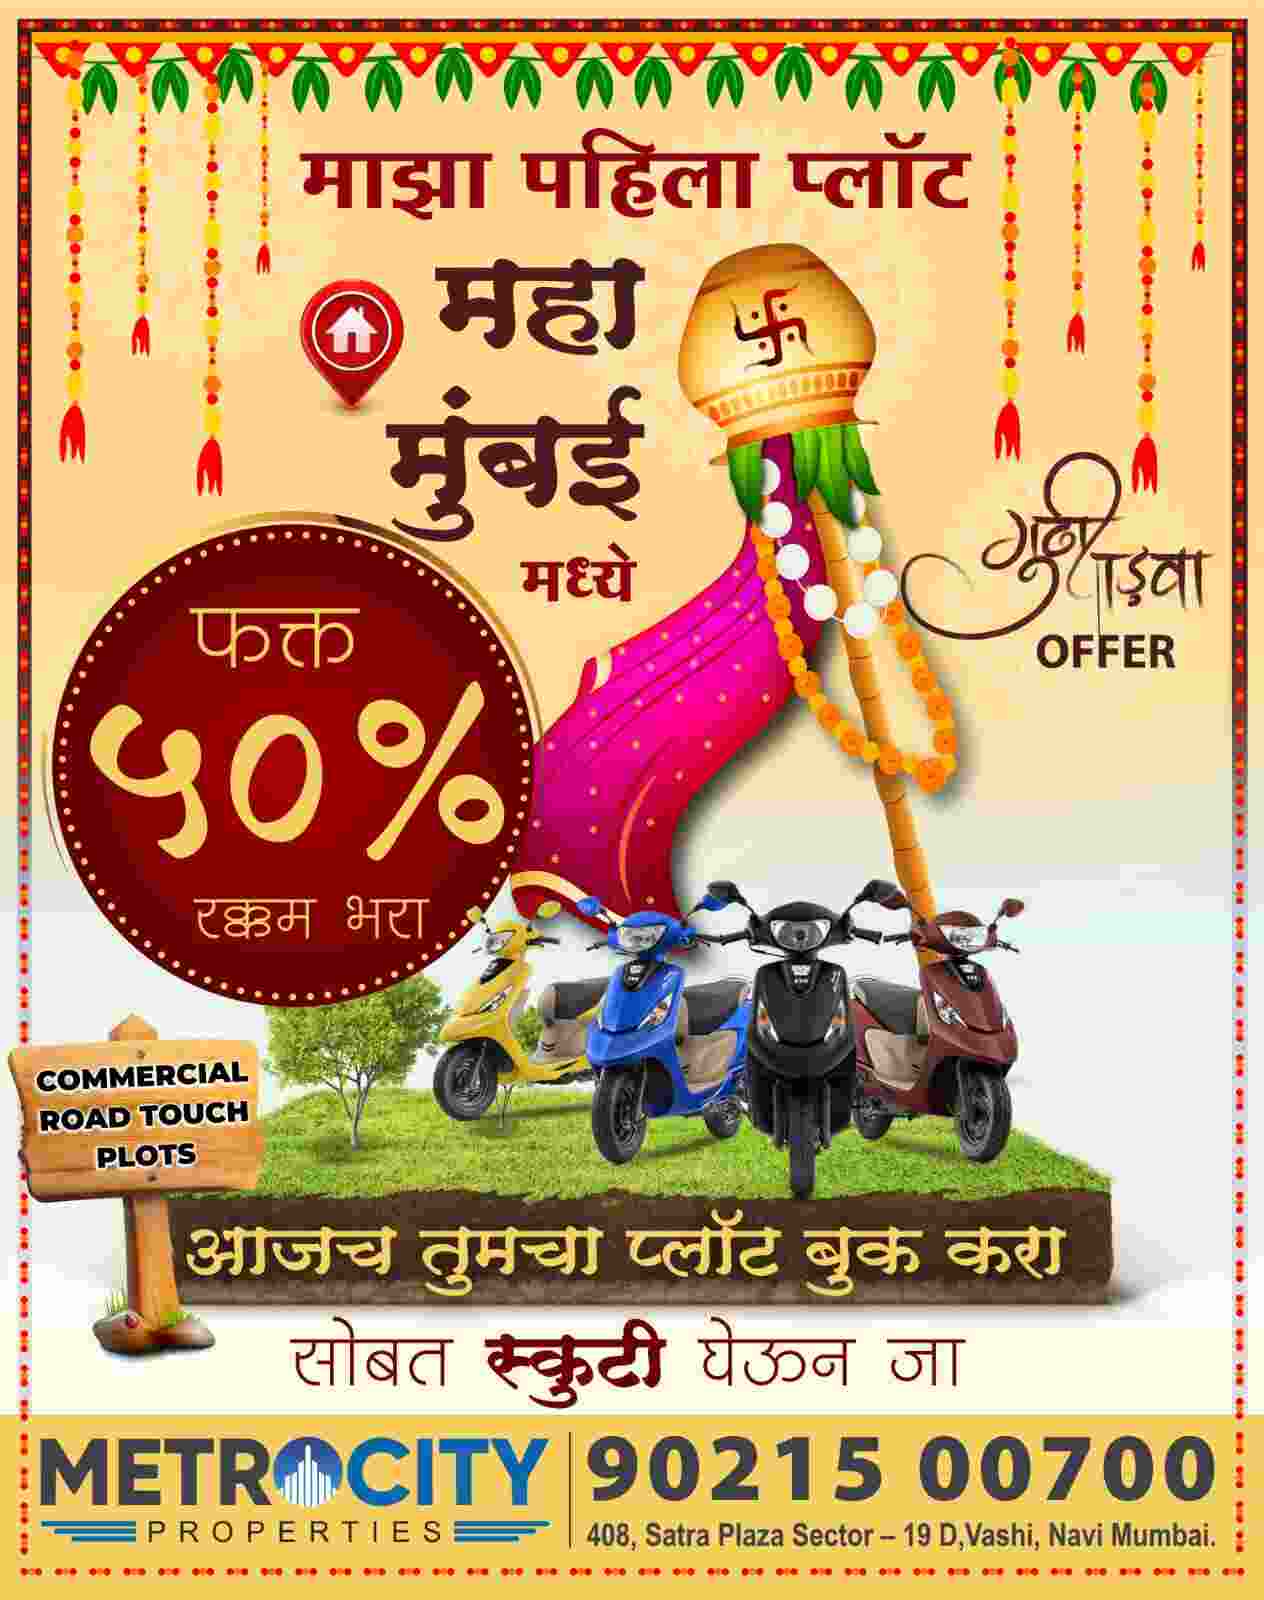 माझा पहिला प्लॉट
महा
मुंबई
मध्ये
गुढी
पाडवा
OFFER
फक्त
५०%
रक्कम भरा
COMMERCIAL
ROAD TOUCH
PLOTS
आजच तुमचा प्लॉट बुक करा
सोबत स्कुटी घेऊन जा
METROCITY
PROPERTIES
90215 00700
408, Satra Plaza Sector – 19 D,Vashi, Navi Mumbai.